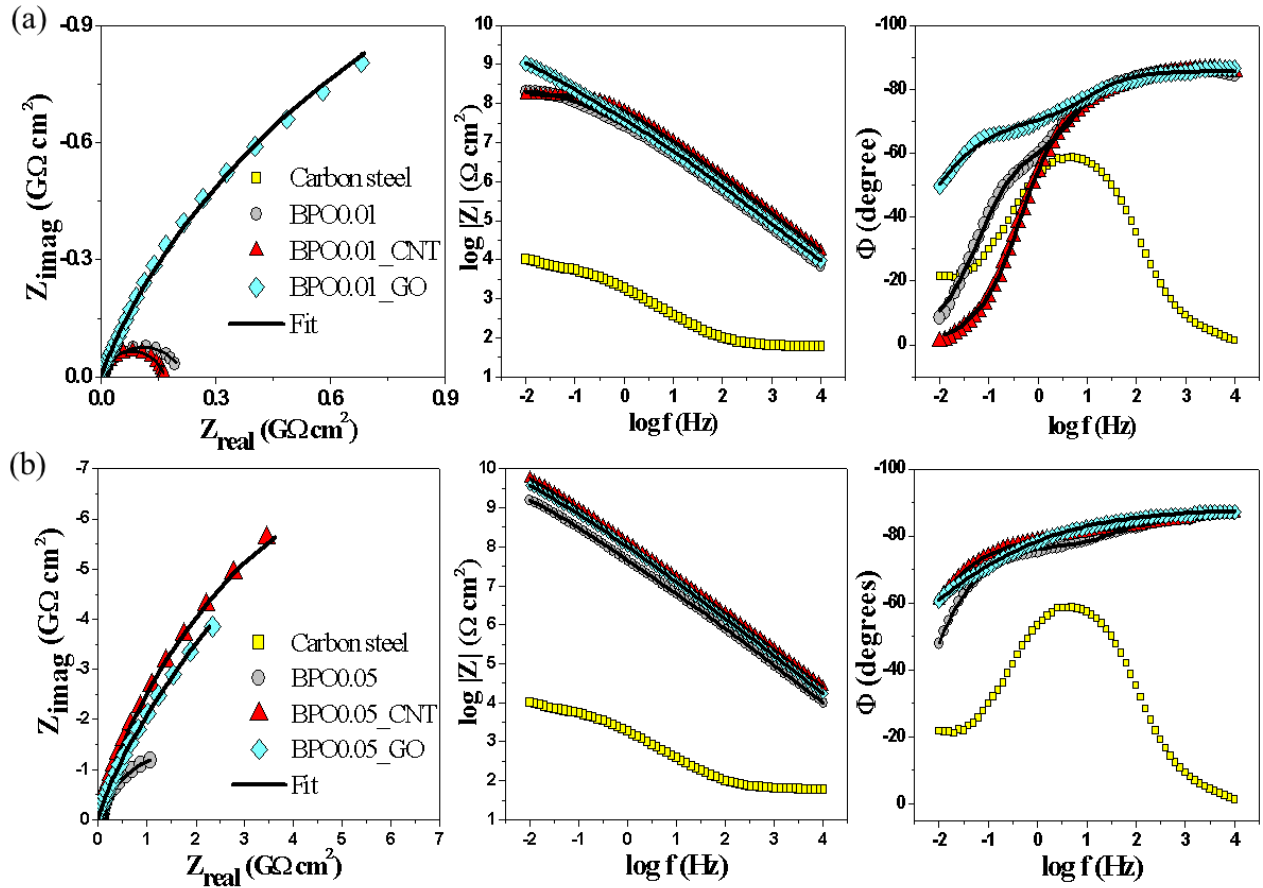 (a)
-0.9
-0.6
-0.3
0.0
Z_imag (GΩ cm²)
Carbon steel
BPO0.01
BPO0.01_CNT
BPO0.01_GO
Fit
0.0 0.3 0.6 0.9
Z_real (GΩ cm²)
10
9
8
7
6
5
4
3
2
1
log |Z| (Ω cm²)
-2 -1 0 1 2 3 4
log f (Hz)
-100
-80
-60
-40
-20
0
Φ (degree)
-2 -1 0 1 2 3 4
log f (Hz)
(b)
-7
-6
-5
-4
-3
-2
-1
0
Z_imag (GΩ cm²)
Carbon steel
BPO0.05
BPO0.05_CNT
BPO0.05_GO
Fit
0 1 2 3 4 5 6 7
Z_real (GΩ cm²)
10
9
8
7
6
5
4
3
2
1
log |Z| (Ω cm²)
-2 -1 0 1 2 3 4
log f (Hz)
-100
-80
-60
-40
-20
0
Φ (degrees)
-2 -1 0 1 2 3 4
log f (Hz)